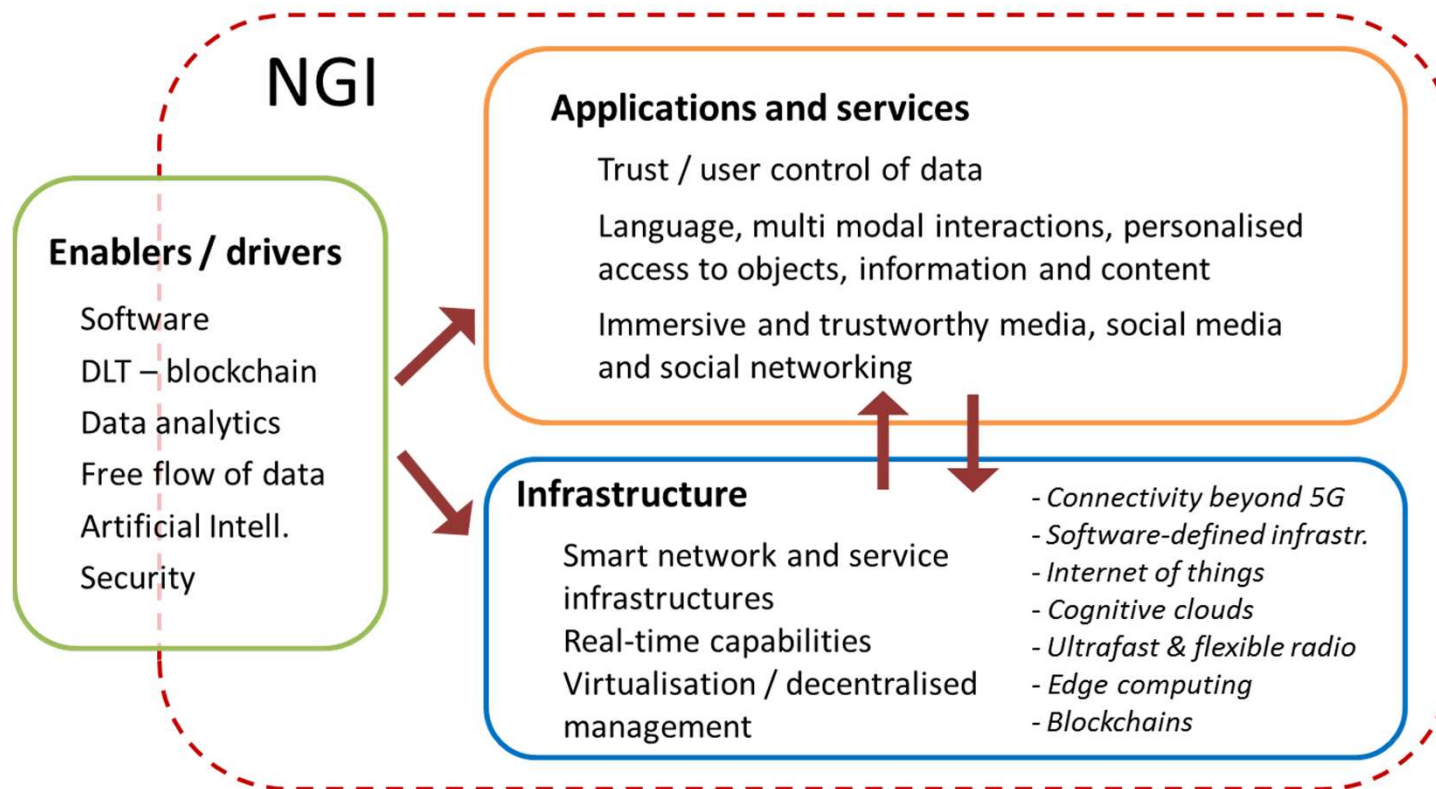 NGI
Enablers / drivers
Software
DLT – blockchain
Data analytics
Free flow of data
Artificial Intell.
Security
Applications and services
Trust / user control of data
Language, multi modal interactions, personalised
access to objects, information and content
Immersive and trustworthy media, social media
and social networking
Infrastructure
Smart network and service
infrastructures
Real-time capabilities
Virtualisation / decentralised
management
- Connectivity beyond 5G
- Software-defined infrastr.
- Internet of things
- Cognitive clouds
- Ultrafast & flexible radio
- Edge computing
- Blockchains